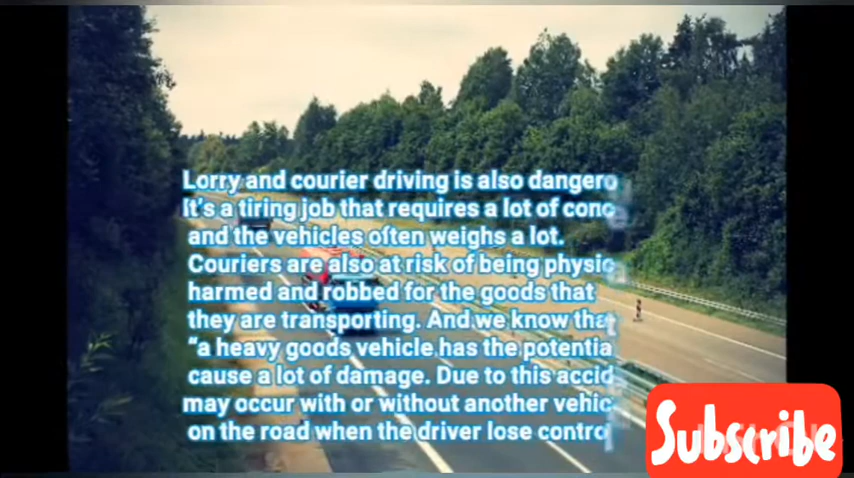 Lorry and courier driving is also dangero
It's a tiring job that requires a lot of conc
and the vehicles often weighs a lot.
Couriers are also at risk of being physic
harmed and robbed for the goods that
they are transporting. And we know that
"a heavy goods vehicle has the potentia
cause a lot of damage. Due to this accid
may occur with or without another vehic
on the road when the driver lose control
Subscribe